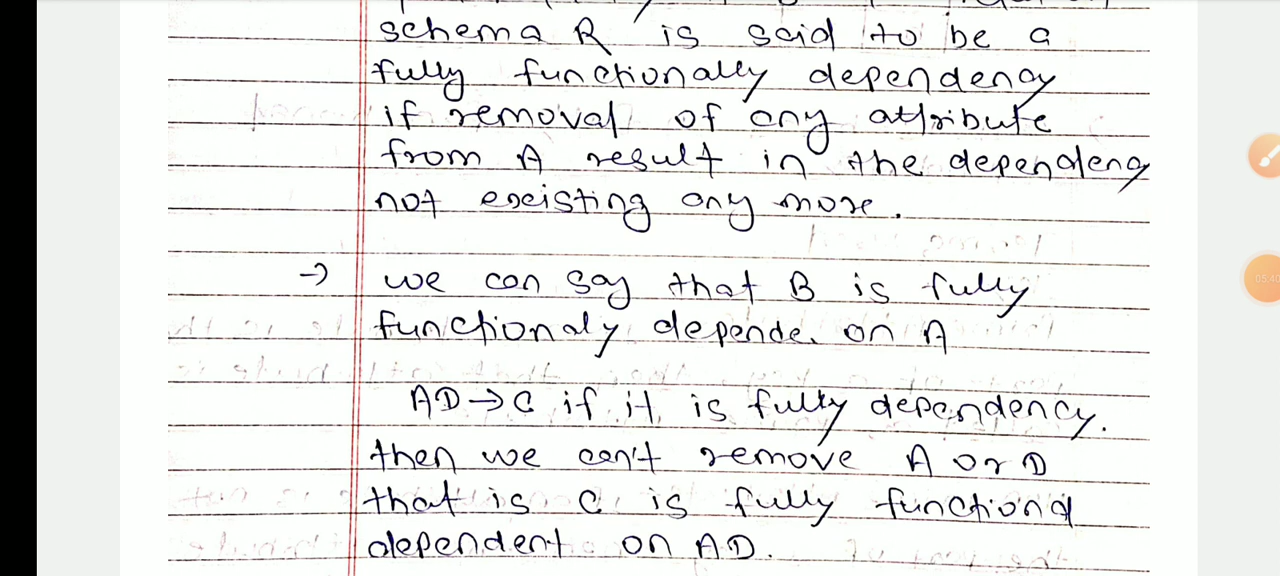 schema R is said to be a
fully functionally dependency
if removal of any attribute
from A result in the dependency
not existing any more.
→ we can say that B is fully
functionaly depende. on A
AD→C if it is fully dependency.
then we can't remove A or D
that is C is fully functional
dependent on AD.
05:40